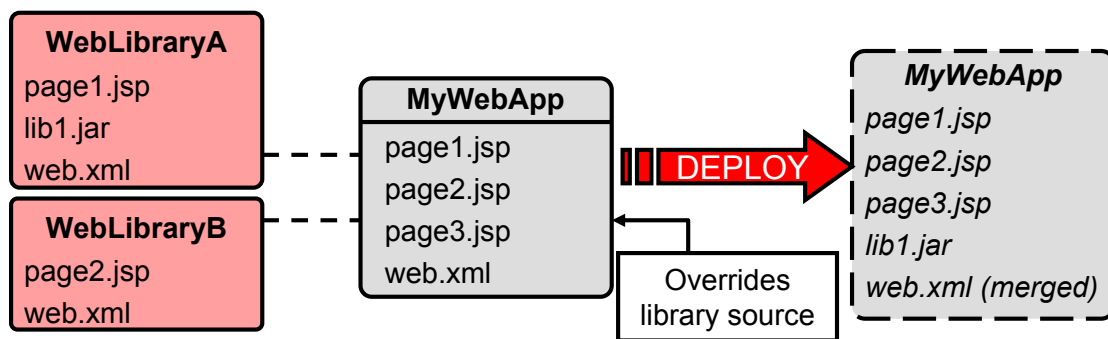 WebLibraryA
page1.jsp
lib1.jar
web.xml
WebLibraryB
page2.jsp
web.xml
MyWebApp
page1.jsp
page2.jsp
page3.jsp
web.xml
DEPLOY
Overrides
library source
MyWebApp
page1.jsp
page2.jsp
page3.jsp
lib1.jar
web.xml (merged)